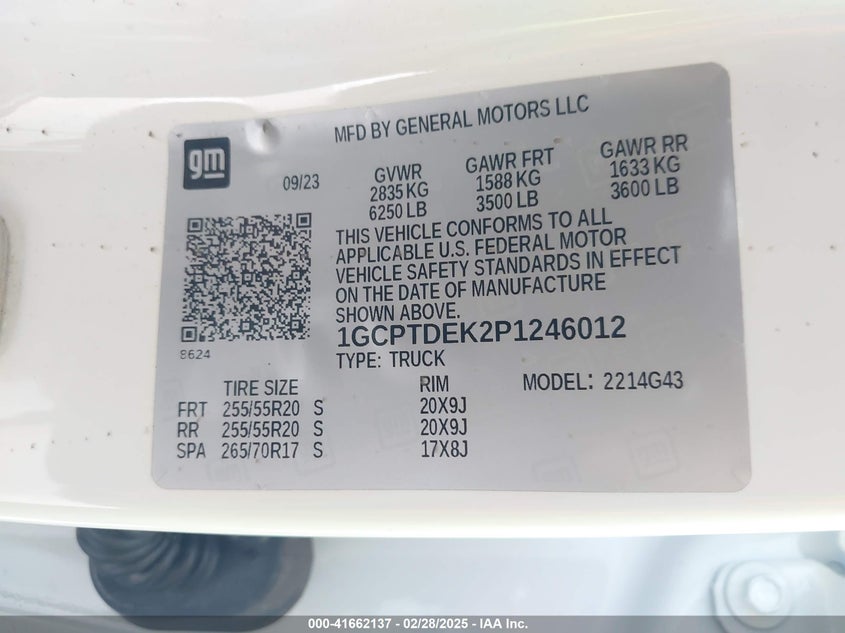 MFD BY GENERAL MOTORS LLC
gm
09/23
GVWR GAWR FRT GAWR RR
2835 KG 1588 KG 1633 KG
6250 LB 3500 LB 3600 LB
THIS VEHICLE CONFORMS TO ALL
APPLICABLE U.S. FEDERAL MOTOR
VEHICLE SAFETY STANDARDS IN EFFECT
ON THE DATE OF MANUFACTURE
SHOWN ABOVE.
1GCPTDEK2P1246012
8624
TYPE: TRUCK
TIRE SIZE RIM MODEL: 2214G43
FRT 255/55R20 S 20X9J
RR 255/55R20 S 20X9J
SPA 265/70R17 S 17X8J
000-41662137 - 02/28/2025 - IAA Inc.